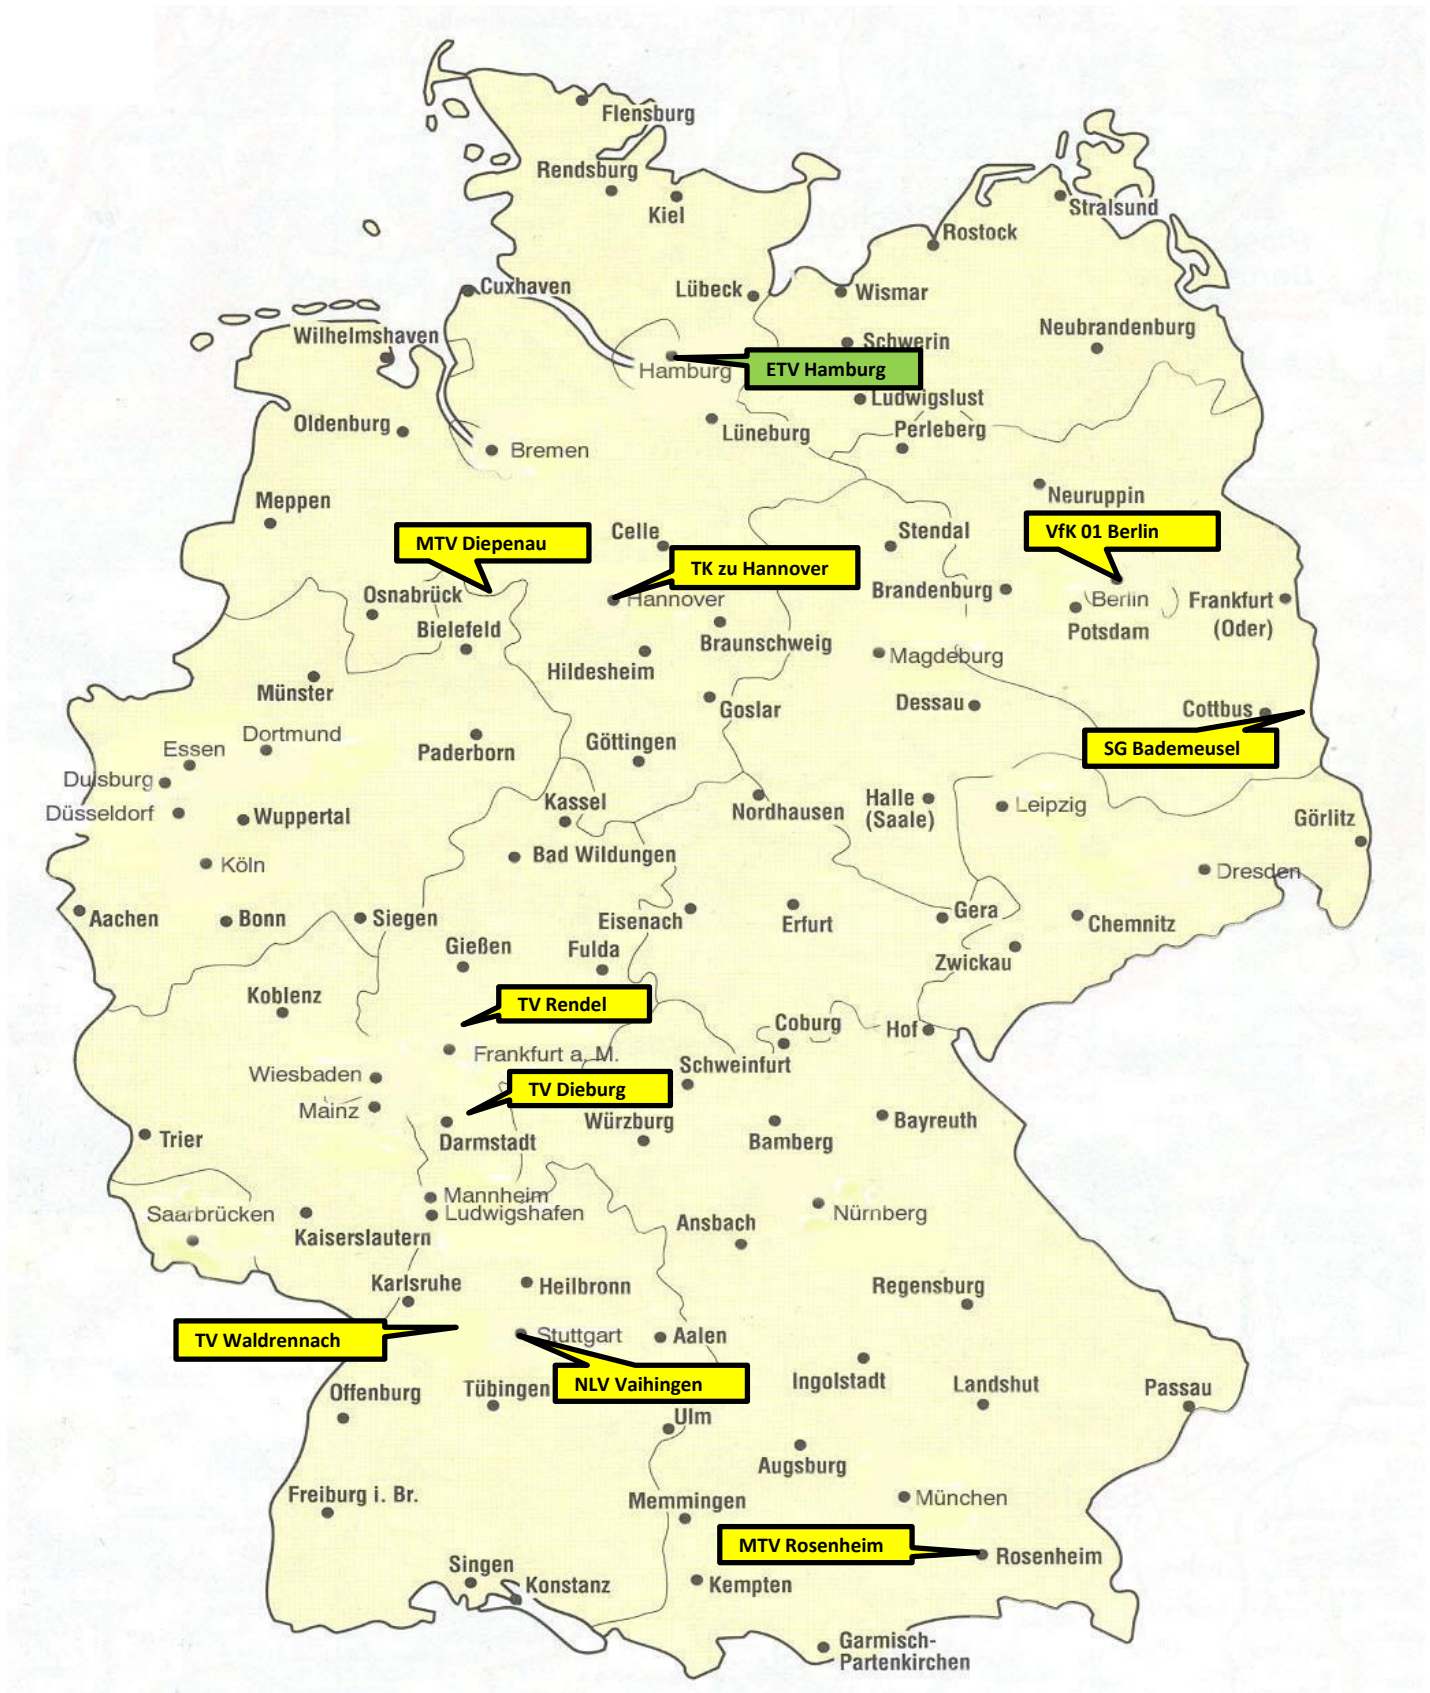 Flensburg
Rendsburg
Kiel
Stralsund
Rostock
Cuxhaven
Lübeck
Wismar
Wilhelmshaven
Neubrandenburg
Schwerin
Hamburg
ETV Hamburg
Ludwigslust
Oldenburg
Lüneburg
Perleberg
Bremen
Meppen
Neuruppin
MTV Diepenau
Celle
Stendal
VfK 01 Berlin
TK zu Hannover
Osnabrück
Hannover
Brandenburg
Berlin
Frankfurt
(Oder)
Bielefeld
Braunschweig
Potsdam
Hildesheim
Magdeburg
Münster
Goslar
Dessau
Cottbus
Dortmund
Essen
Paderborn
Göttingen
SG Bademeusel
Duisburg
Düsseldorf
Wuppertal
Kassel
Nordhausen
Halle
(Saale)
Leipzig
Görlitz
Köln
Bad Wildungen
Dresden
Aachen
Bonn
Siegen
Eisenach
Erfurt
Gera
Chemnitz
Gießen
Fulda
Zwickau
Koblenz
TV Rendel
Coburg
Hof
Frankfurt a. M.
Schweinfurt
Wiesbaden
TV Dieburg
Mainz
Würzburg
Bayreuth
Trier
Darmstadt
Bamberg
Mannheim
Ludwigshafen
Saarbrücken
Kaiserslautern
Ansbach
Nürnberg
Karlsruhe
Heilbronn
Regensburg
TV Waldrennach
Stuttgart
Aalen
NLV Vaihingen
Offenburg
Tübingen
Ingolstadt
Landshut
Passau
Ulm
Augsburg
Freiburg i. Br.
Memmingen
München
MTV Rosenheim
Rosenheim
Singen
Konstanz
Kempten
Garmisch-
Partenkirchen